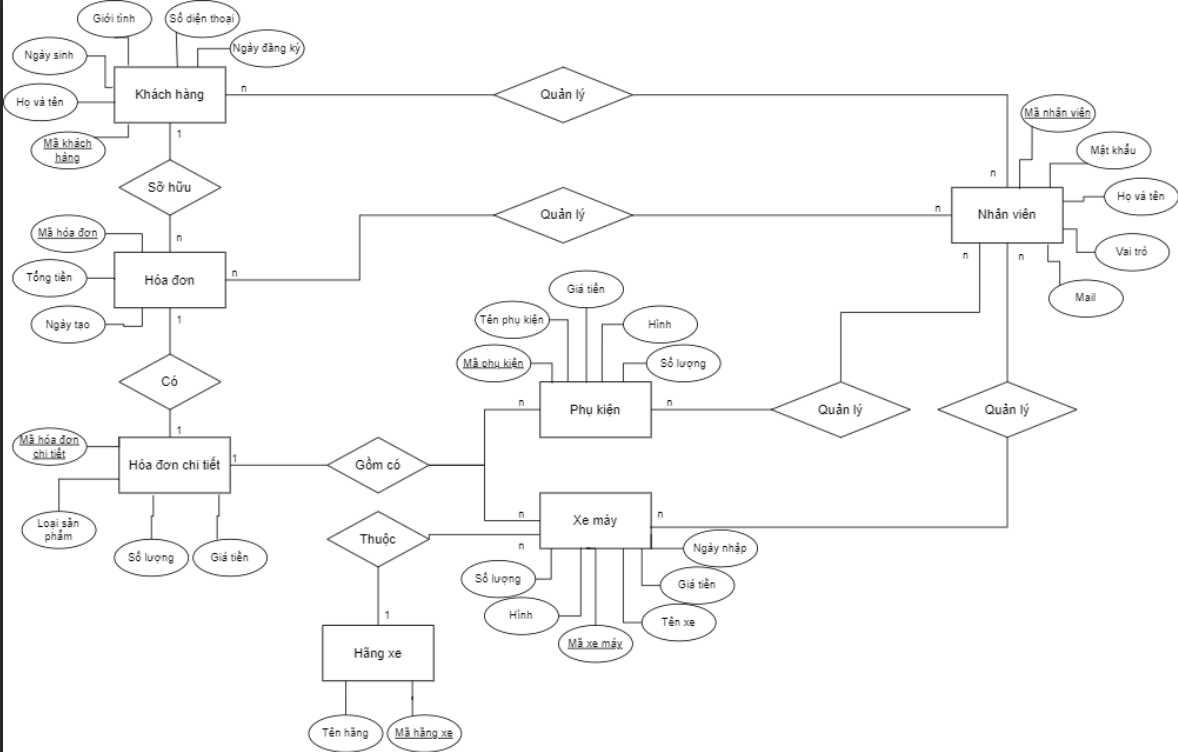 Giới tính
Số điện thoại
Ngày sinh
Ngày đăng ký
Khách hàng
n
Quản lý
Họ và tên
Mã khách
hàng
1
Mã nhân viên
Mật khẩu
n
Sở hữu
Họ và tên
Mã hóa đơn
n
Quản lý
n
Nhân viên
Tổng tiền
Hóa đơn
n
Vai trò
n
n
Ngày tạo
1
Giá tiền
Mail
Tên phụ kiện
Hình
Mã phụ kiện
Số lượng
Có
n
Phụ kiện
n
Quản lý
Quản lý
1
Mã hóa đơn
chi tiết
Hóa đơn chi tiết
1
Gồm có
Loại sản
phẩm
Số lượng
Giá tiền
n
Xe máy
n
Thuộc
n
Ngày nhập
Số lượng
Giá tiền
Hình
Tên xe
Mã xe máy
1
Hãng xe
Tên hãng
Mã hãng xe